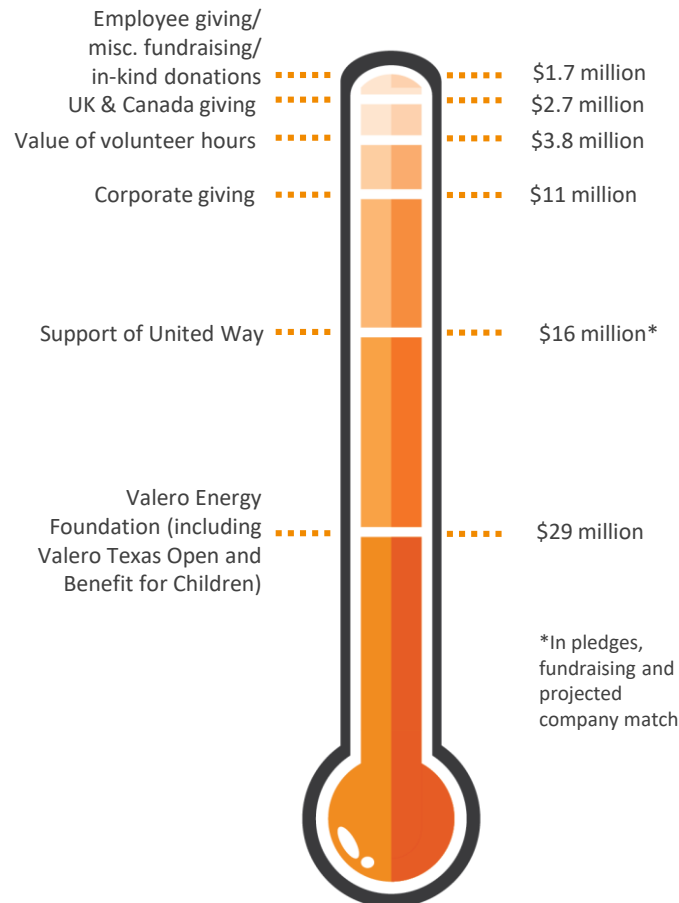 Employee giving/
misc. fundraising/
in-kind donations
$1.7 million
UK & Canada giving
$2.7 million
Value of volunteer hours
$3.8 million
Corporate giving
$11 million
Support of United Way
$16 million*
Valero Energy
Foundation (including
Valero Texas Open and
Benefit for Children)
$29 million
*In pledges,
fundraising and
projected
company match